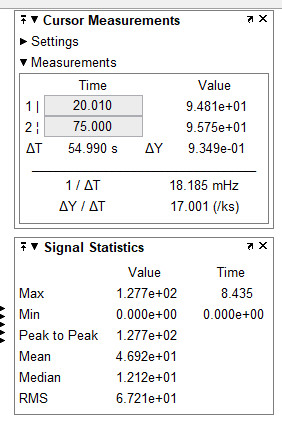 Cursor Measurements
Settings
Measurements
Time Value
1 | 20.010 9.481e+01
2 ¦ 75.000 9.575e+01
ΔT 54.990 s ΔY 9.349e-01
1 / ΔT 18.185 mHz
ΔY / ΔT 17.001 (/ks)
Signal Statistics
Value Time
Max 1.277e+02 8.435
Min 0.000e+00 0.000e+00
Peak to Peak 1.277e+02
Mean 4.692e+01
Median 1.212e+01
RMS 6.721e+01